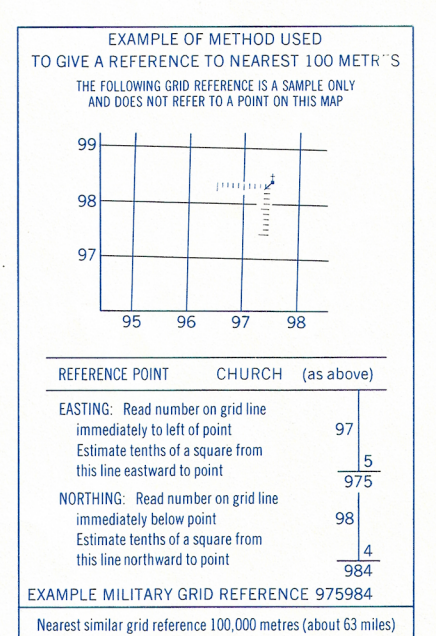 EXAMPLE OF METHOD USED
TO GIVE A REFERENCE TO NEAREST 100 METR¨S
THE FOLLOWING GRID REFERENCE IS A SAMPLE ONLY
AND DOES NOT REFER TO A POINT ON THIS MAP
99
98
97
95 96 97 98
REFERENCE POINT CHURCH (as above)
EASTING: Read number on grid line
immediately to left of point 97
Estimate tenths of a square from
this line eastward to point 5
975
NORTHING: Read number on grid line
immediately below point 98
Estimate tenths of a square from
this line northward to point 4
984
EXAMPLE MILITARY GRID REFERENCE 975984
Nearest similar grid reference 100,000 metres (about 63 miles)